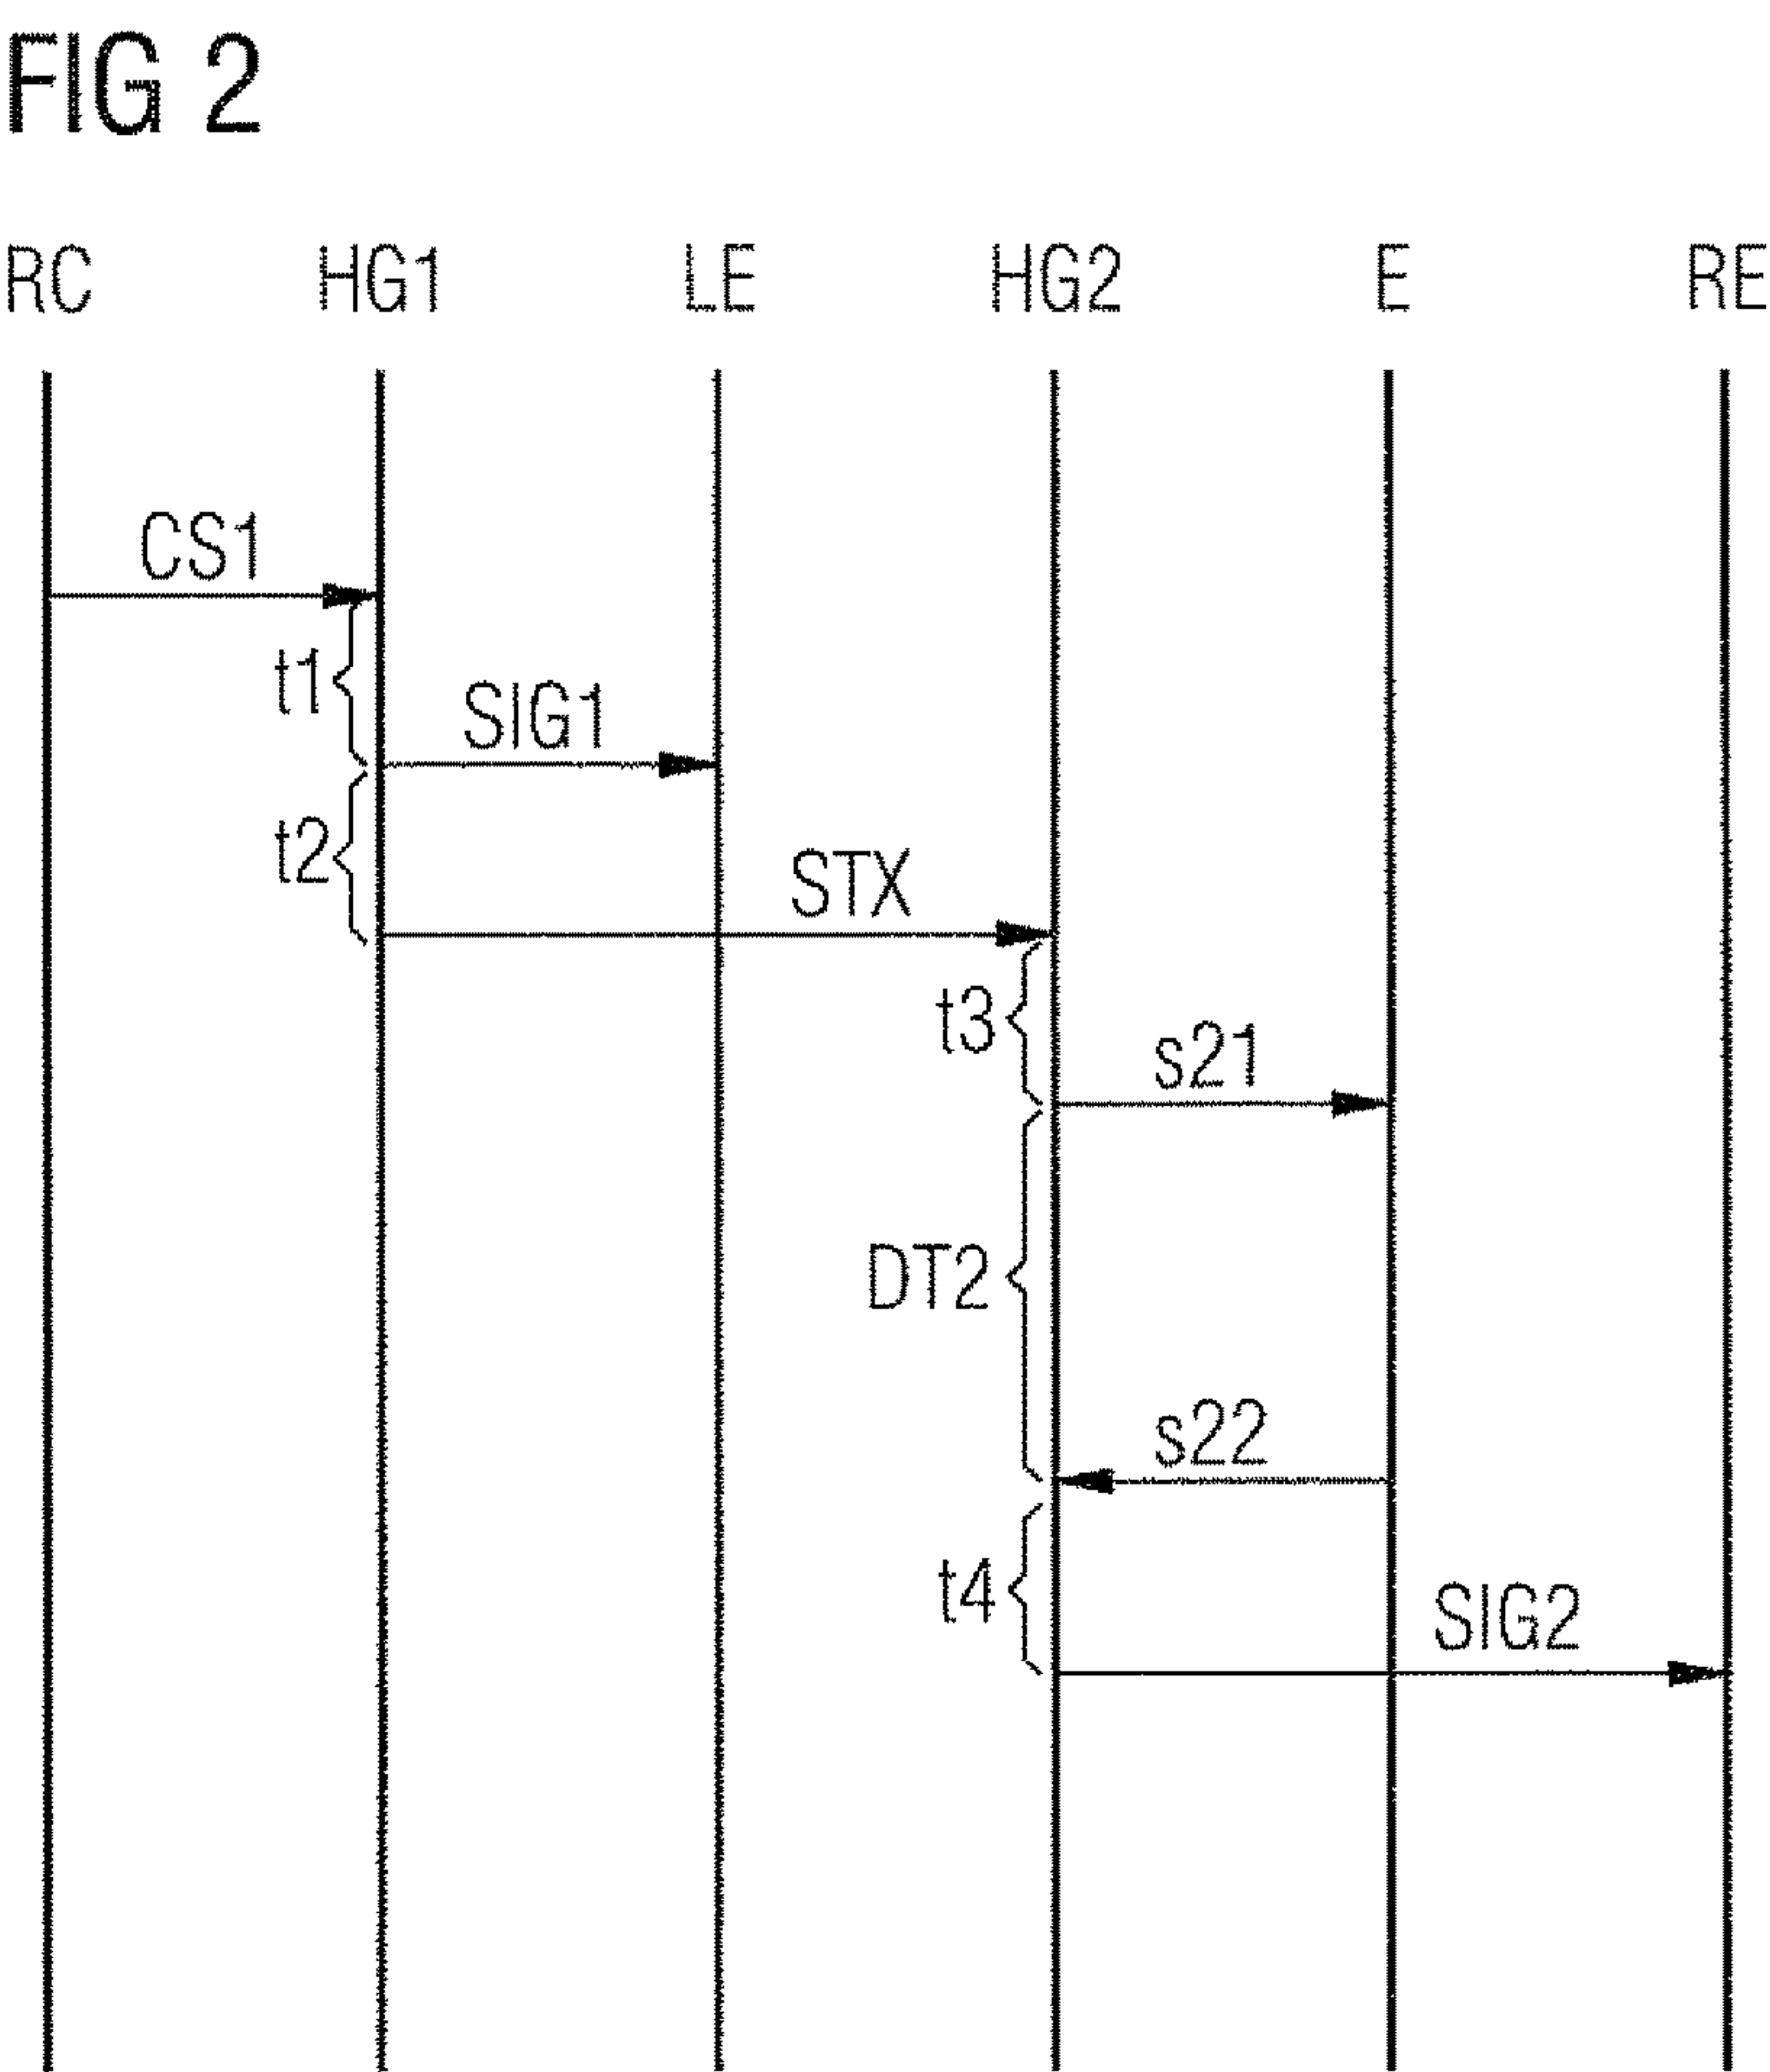 FIG 2
RC HG1 LE HG2 E RE
CS1
t1
SIG1
t2
STX
t3
s21
DT2
s22
t4
SIG2